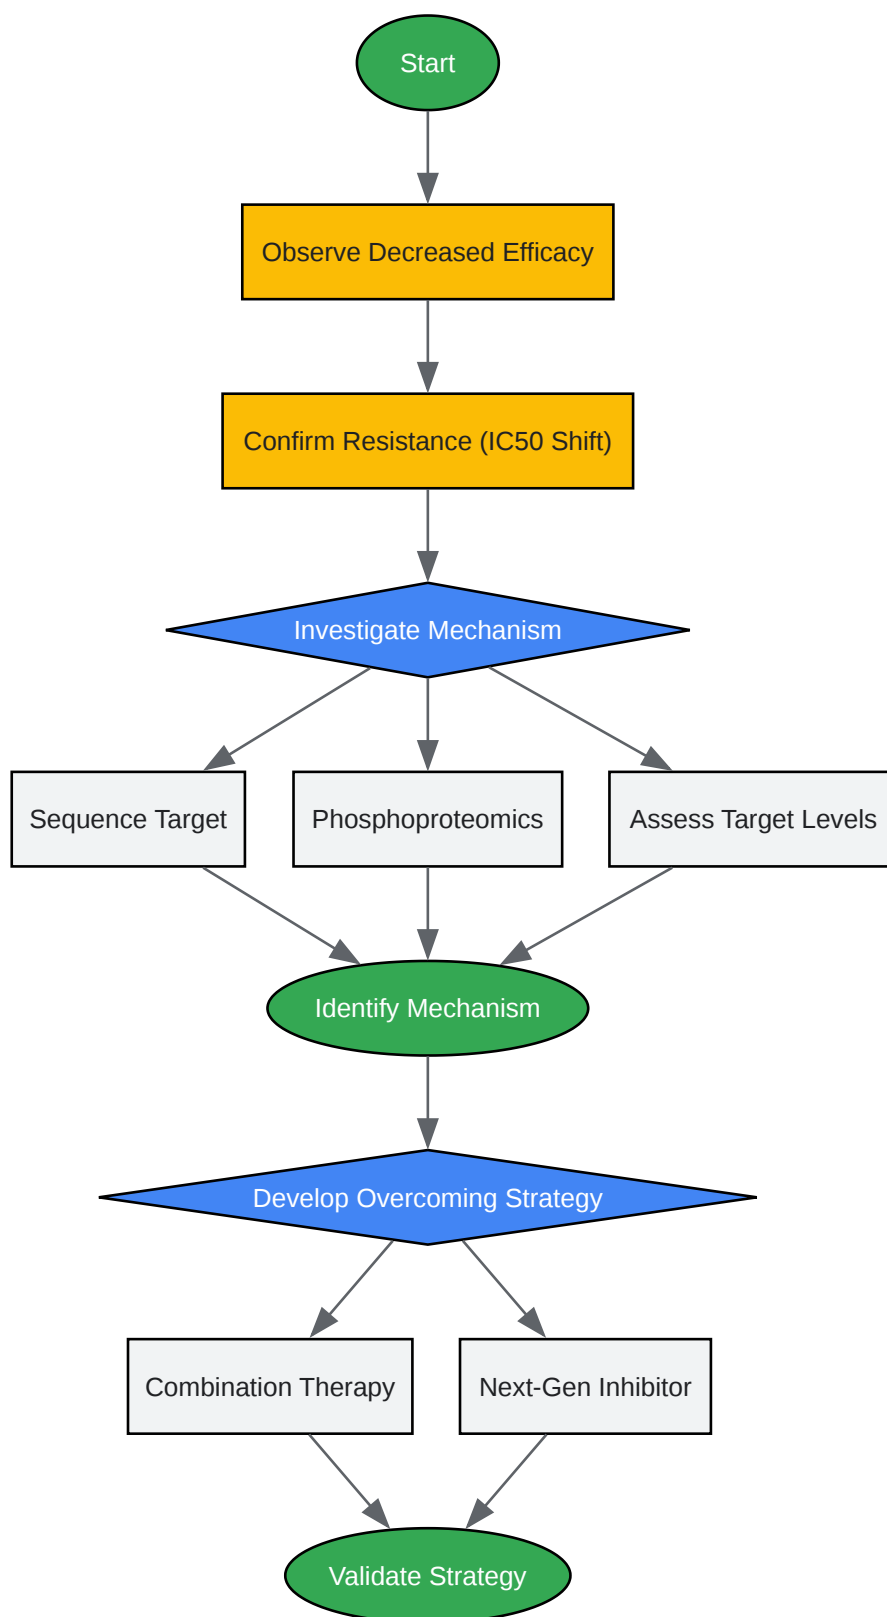 Start
Observe Decreased Efficacy
Confirm Resistance (IC50 Shift)
Investigate Mechanism
Sequence Target
Phosphoproteomics
Assess Target Levels
Identify Mechanism
Develop Overcoming Strategy
Combination Therapy
Next-Gen Inhibitor
Validate Strategy